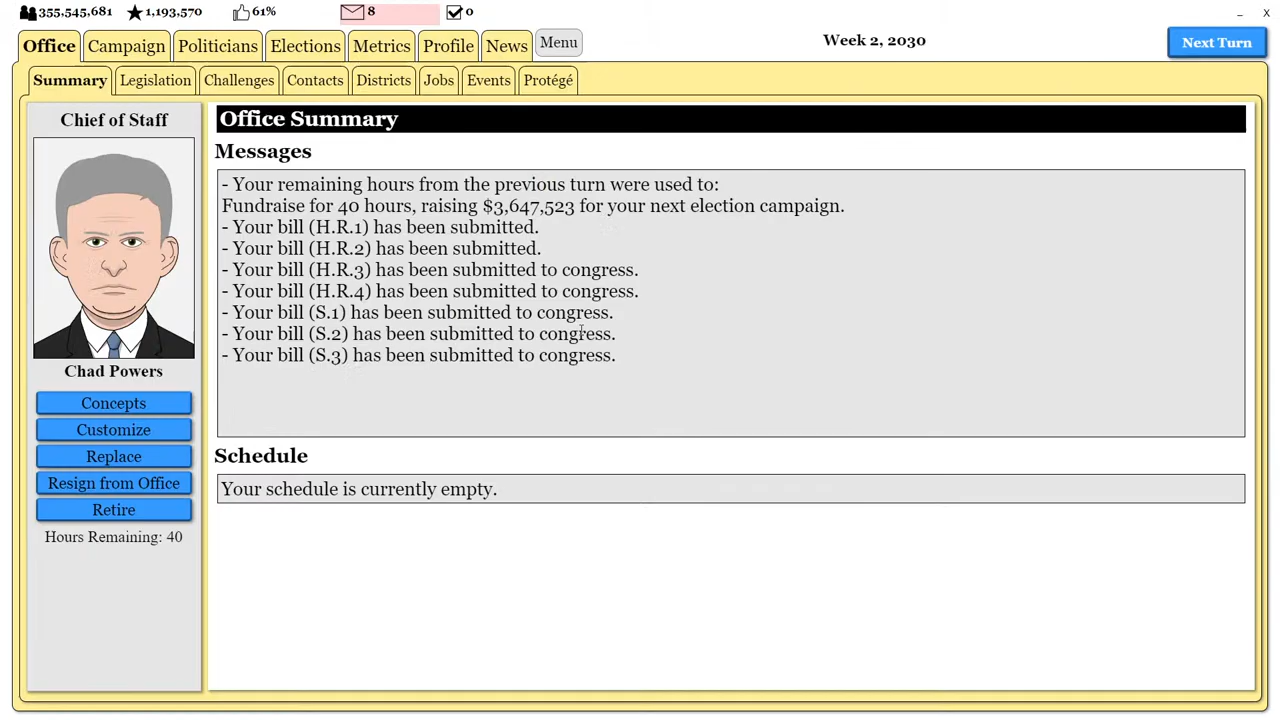 355,545,681 1,193,570 61% 8 0 _ X
Office Campaign Politicians Elections Metrics Profile News Menu Week 2, 2030 Next Turn
Summary Legislation Challenges Contacts Districts Jobs Events Protégé
Chief of Staff
Chad Powers
Concepts
Customize
Replace
Resign from Office
Retire
Hours Remaining: 40
Office Summary
Messages
- Your remaining hours from the previous turn were used to:
Fundraise for 40 hours, raising $3,647,523 for your next election campaign.
- Your bill (H.R.1) has been submitted.
- Your bill (H.R.2) has been submitted.
- Your bill (H.R.3) has been submitted to congress.
- Your bill (H.R.4) has been submitted to congress.
- Your bill (S.1) has been submitted to congress.
- Your bill (S.2) has been submitted to congress.
- Your bill (S.3) has been submitted to congress.
Schedule
Your schedule is currently empty.